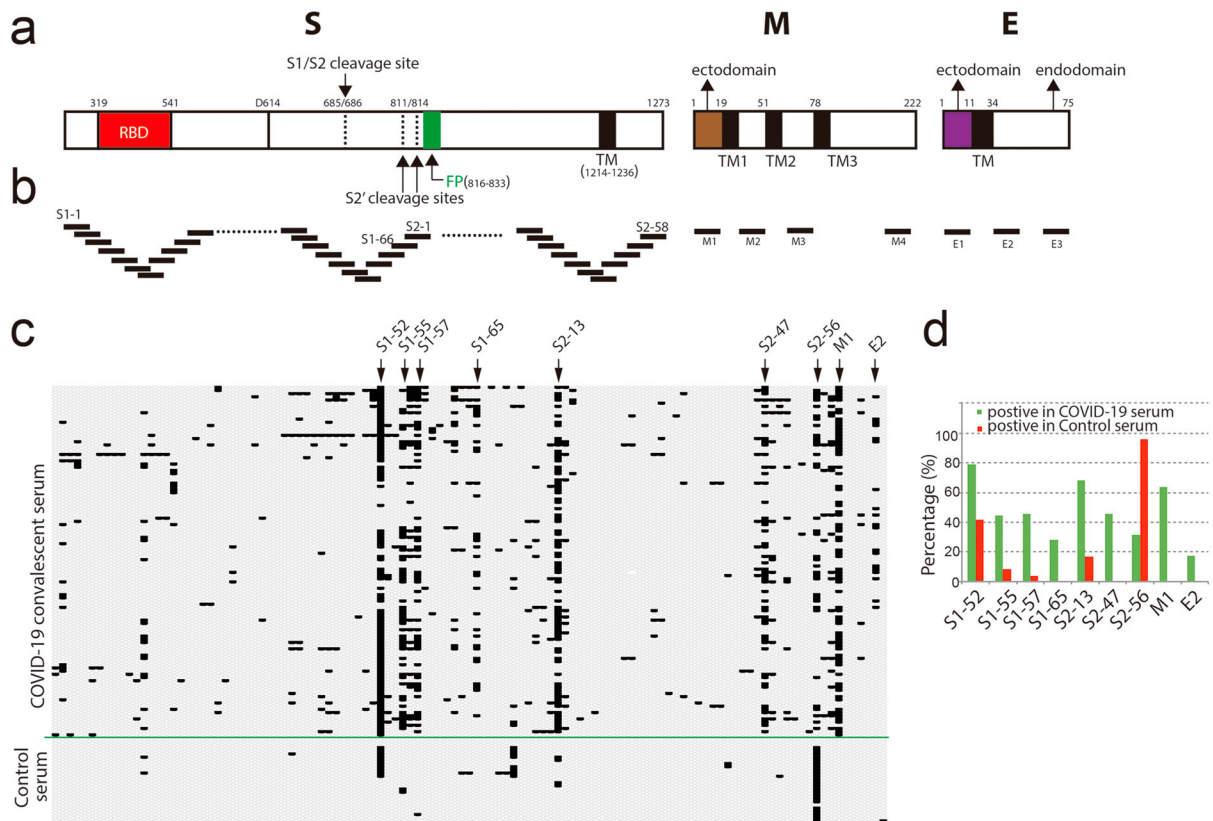 a
S
M
E
S1/S2 cleavage site
ectodomain
ectodomain
endodomain
319
541
D614
685/686
811/814
1273
1
19
51
78
222
1
11
34
75
RBD
TM
(1214-1236)
TM1
TM2
TM3
TM
FP(816-833)
S2' cleavage sites
b
S1-1
S1-66
S2-1
S2-58
M1
M2
M3
M4
E1
E2
E3
c
S1-52
S1-55
S1-57
S1-65
S2-13
S2-47
S2-56
M1
E2
COVID-19 convalescent serum
Control
serum
d
postive in COVID-19 serum
postive in Control serum
Percentage (%)
100
80
60
40
20
0
S1-52
S1-55
S1-57
S1-65
S2-13
S2-47
S2-56
M1
E2